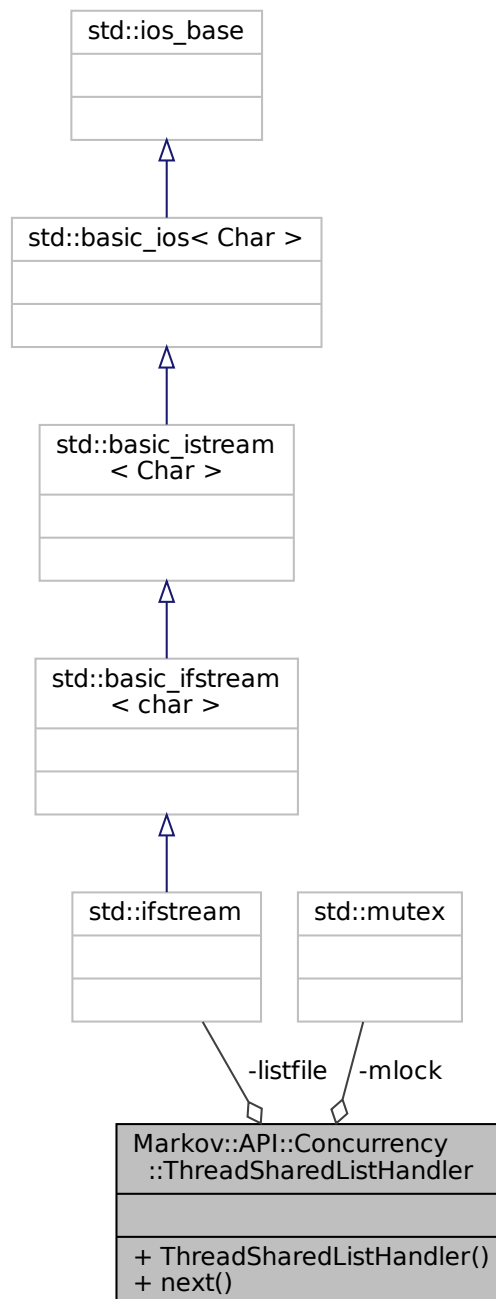 std::ios_base
std::basic_ios< Char >
std::basic_istream
< Char >
std::basic_ifstream
< char >
std::ifstream
std::mutex
-listfile
-mlock
Markov::API::Concurrency
::ThreadSharedListHandler
+ ThreadSharedListHandler()
+ next()